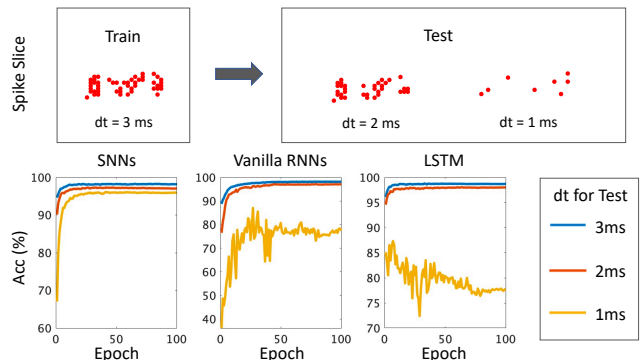 Spike Slice
Train
Test
dt = 3 ms
dt = 2 ms
dt = 1 ms
SNNs
Vanilla RNNs
LSTM
Acc (%)
100
90
80
70
60
0
50
100
Epoch
100
90
80
70
60
50
40
0
50
100
Epoch
100
95
90
85
80
75
70
0
50
100
Epoch
dt for Test
3ms
2ms
1ms